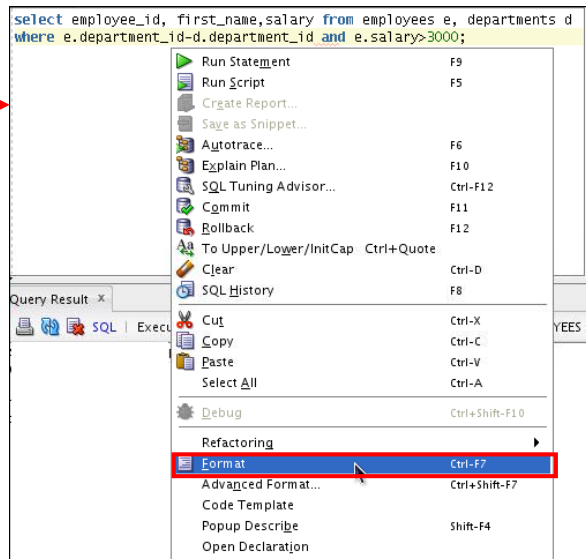 select employee_id, first_name,salary from employees e, departments d
where e.department_id-d.department_id and e.salary>3000;
Run Statement F9
Run Script F5
Create Report...
Save as Snippet...
Autotrace... F6
Explain Plan... F10
SQL Tuning Advisor... Ctrl-F12
Commit F11
Rollback F12
To Upper/Lower/InitCap Ctrl+Quote
Clear Ctrl-D
SQL History F8
Query Result x
Cut Ctrl-X
SQL | Execu
YEES
Copy Ctrl-C
Paste Ctrl-V
Select All Ctrl-A
Debug Ctrl+Shift-F10
Refactoring
Format Ctrl-F7
Advanced Format... Ctrl+Shift-F7
Code Template
Popup Describe Shift-F4
Open Declaration